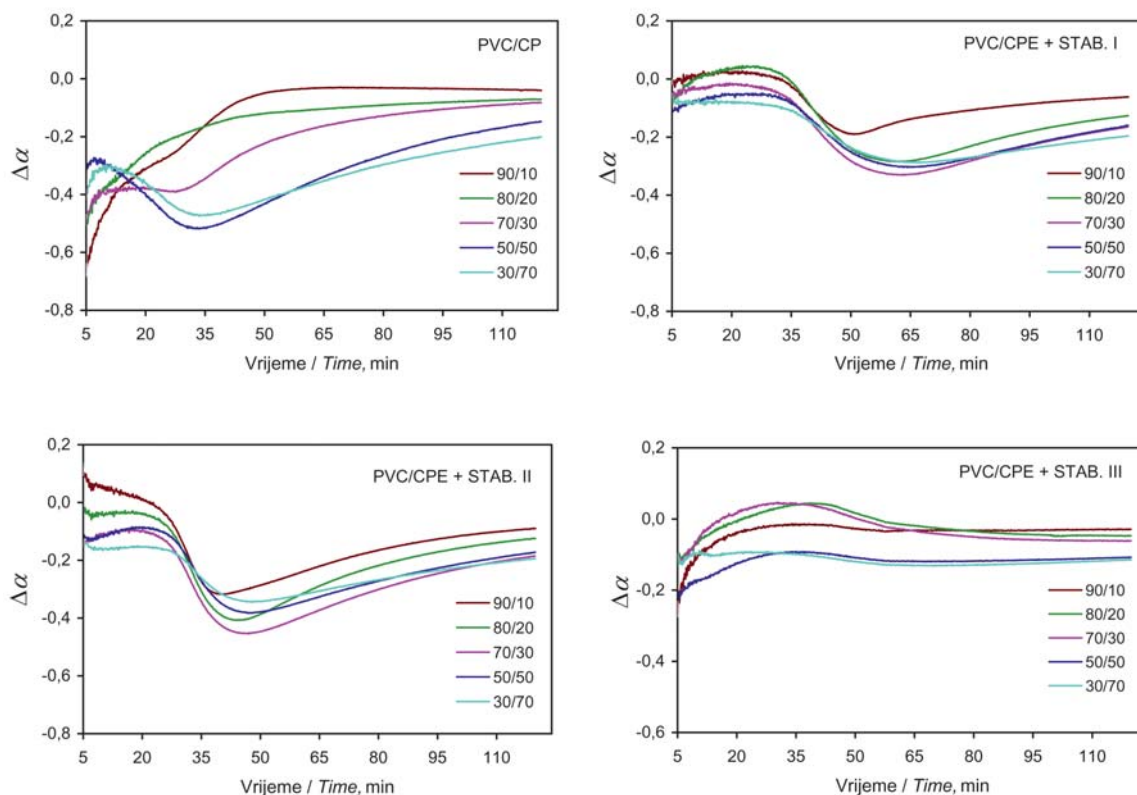 0,2
0,0
-0,2
-0,4
-0,6
-0,8
Δα
PVC/CP
90/10
80/20
70/30
50/50
30/70
5 20 35 50 65 80 95 110
Vrijeme / Time, min
0,2
0,0
-0,2
-0,4
-0,6
-0,8
Δα
PVC/CPE + STAB. I
90/10
80/20
70/30
50/50
30/70
5 20 35 50 65 80 95 110
Vrijeme / Time, min
0,2
0,0
-0,2
-0,4
-0,6
-0,8
Δα
PVC/CPE + STAB. II
90/10
80/20
70/30
50/50
30/70
5 20 35 50 65 80 95 110
Vrijeme / Time, min
0,2
0,0
-0,2
-0,4
-0,6
Δα
PVC/CPE + STAB. III
90/10
80/20
70/30
50/50
30/70
5 20 35 50 65 80 95 110
Vrijeme / Time, min